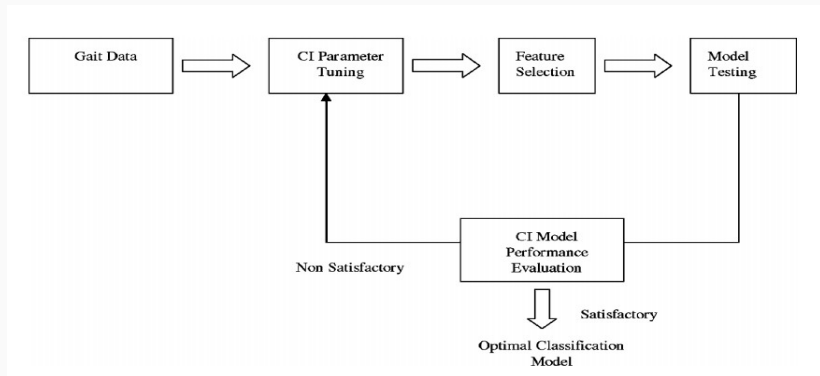 Gait Data
CI Parameter
Tuning
Feature
Selection
Model
Testing
CI Model
Performance
Evaluation
Non Satisfactory
Satisfactory
Optimal Classification
Model